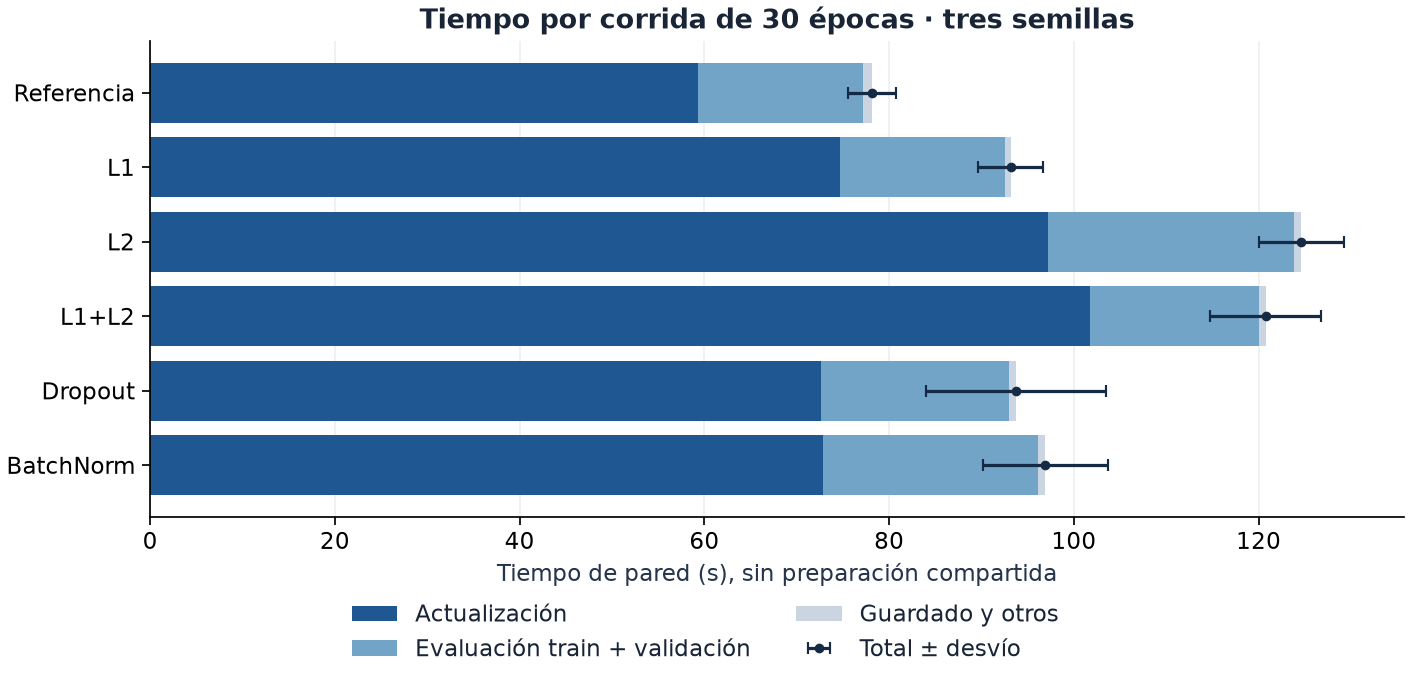 Tiempo por corrida de 30 épocas · tres semillas
Referencia
L1
L2
L1+L2
Dropout
BatchNorm
0 20 40 60 80 100 120
Tiempo de pared (s), sin preparación compartida
Actualización
Evaluación train + validación
Guardado y otros
Total ± desvío